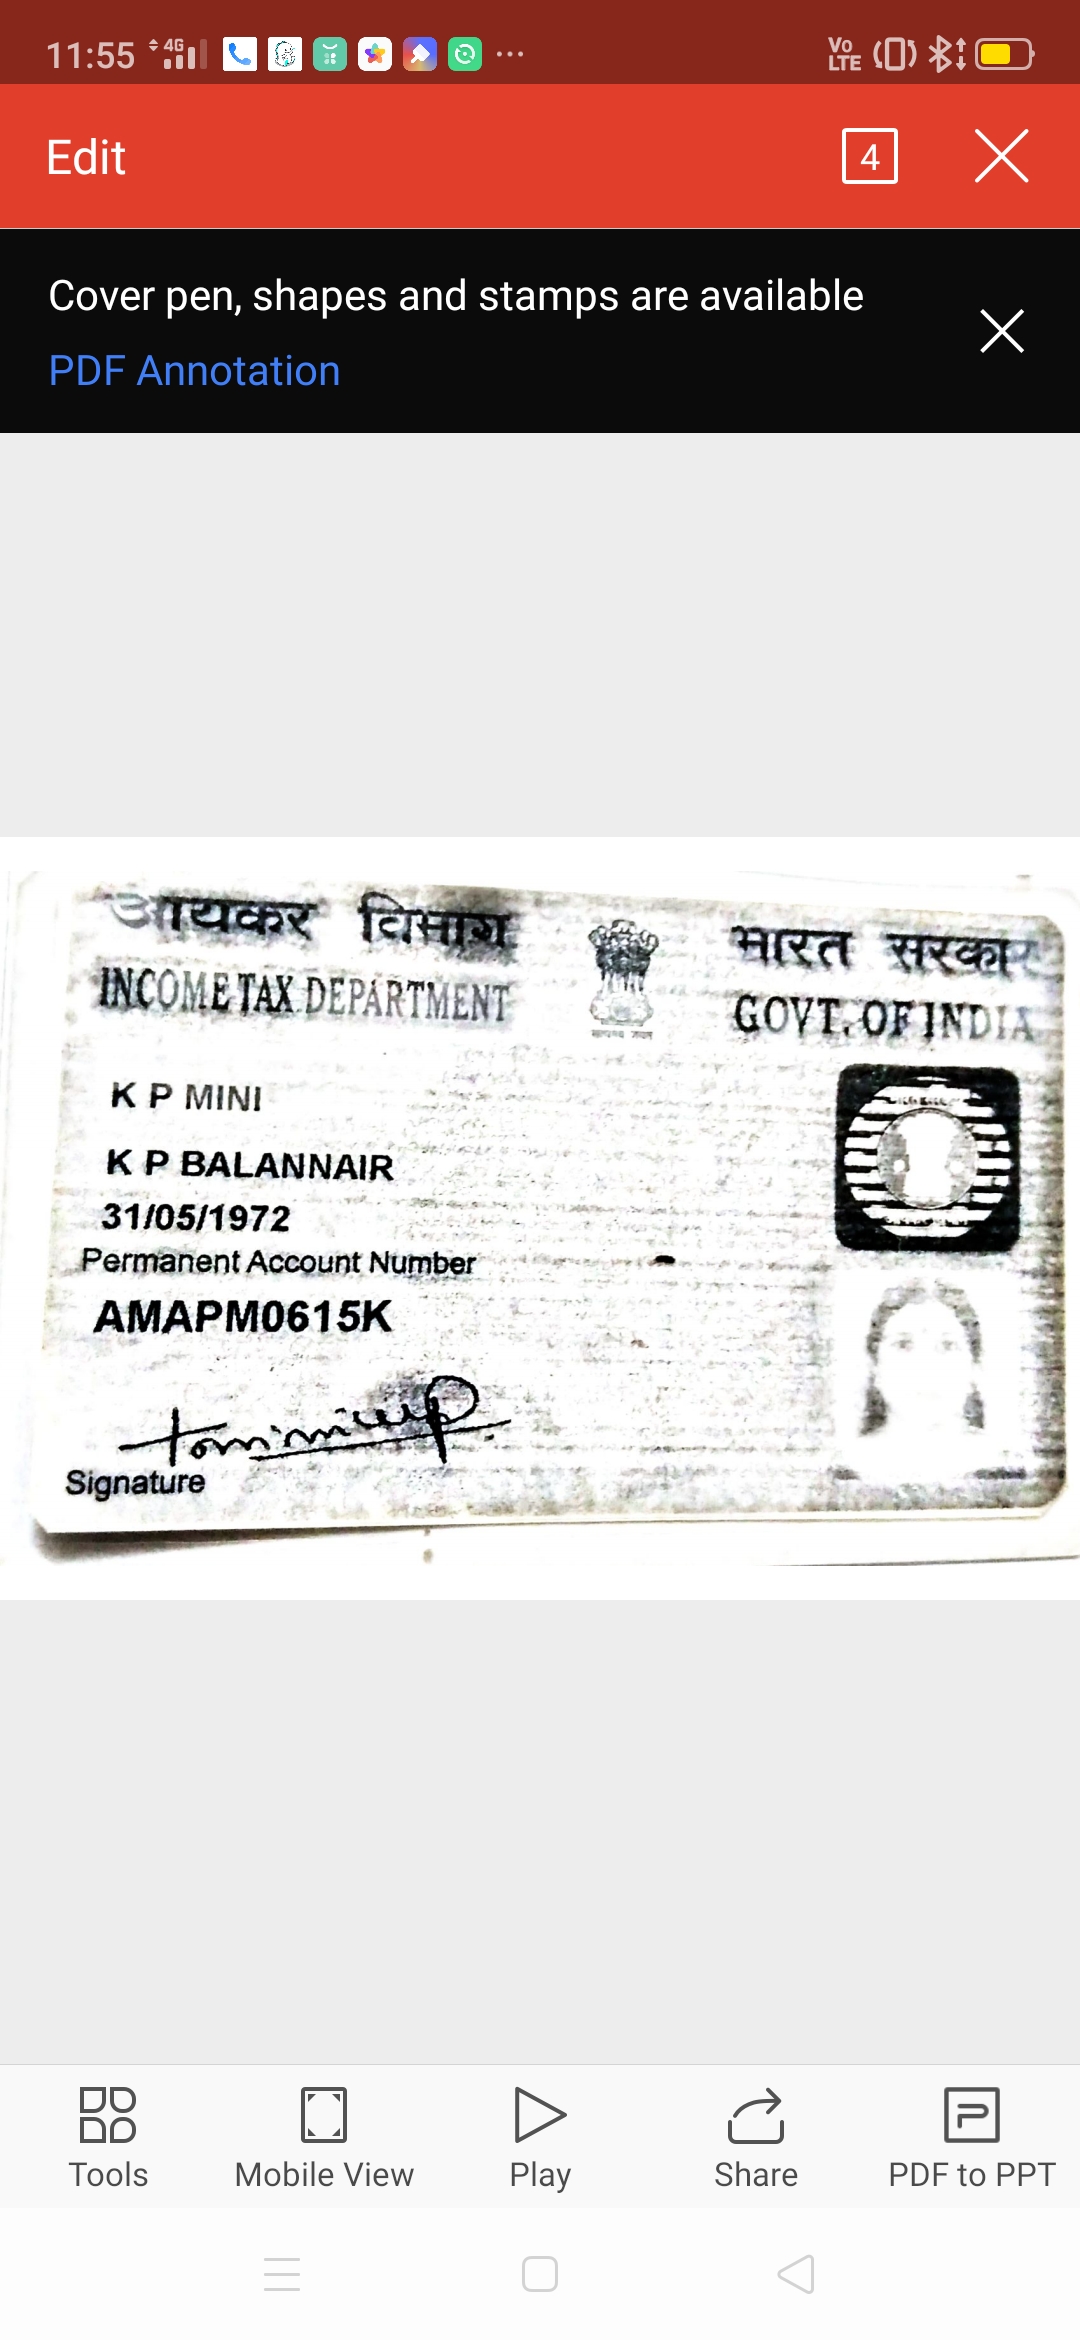 11:55 4G Vo LTE
Edit 4
Cover pen, shapes and stamps are available
PDF Annotation
आयकर विभाग भारत सरकार
INCOME TAX DEPARTMENT GOVT. OF INDIA
K P MINI
K P BALANNAIR
31/05/1972
Permanent Account Number
AMAPM0615K
Signature
Tools Mobile View Play Share PDF to PPT